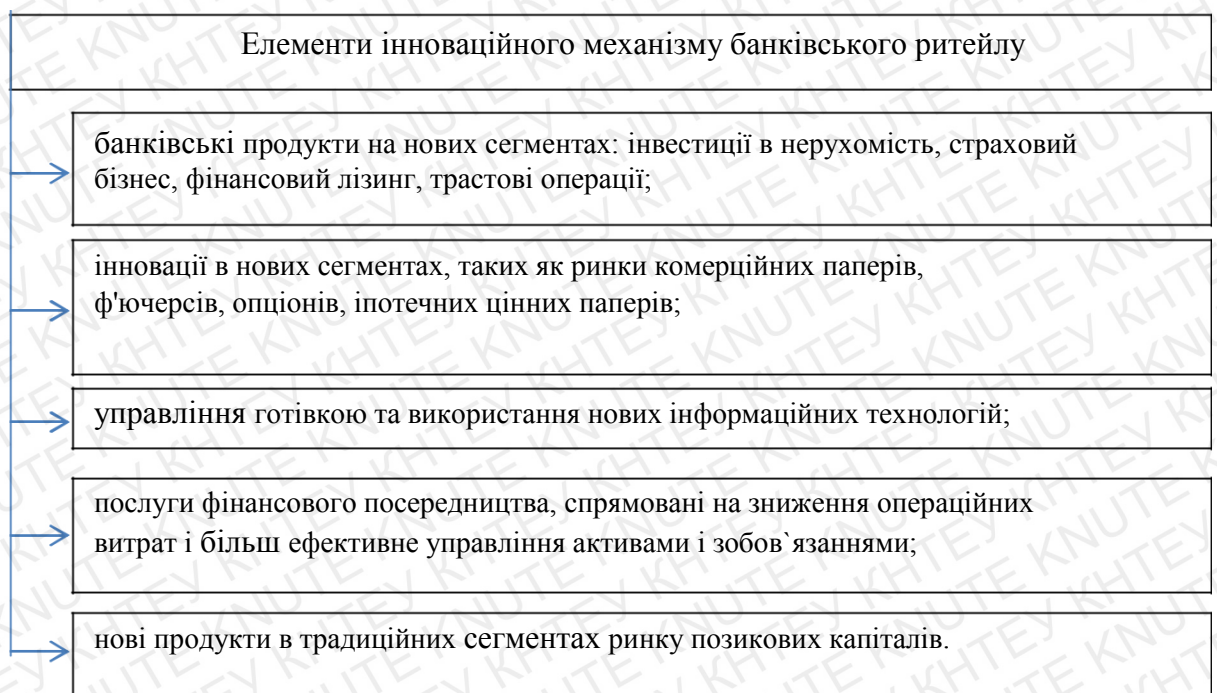 Елементи інноваційного механізму банківського ритейлу
банківські продукти на нових сегментах: інвестиції в нерухомість, страховий
бізнес, фінансовий лізинг, трастові операції;
інновації в нових сегментах, таких як ринки комерційних паперів,
ф'ючерсів, опціонів, іпотечних цінних паперів;
управління готівкою та використання нових інформаційних технологій;
послуги фінансового посередництва, спрямовані на зниження операційних
витрат і більш ефективне управління активами і зобов`язаннями;
нові продукти в традиційних сегментах ринку позикових капіталів.